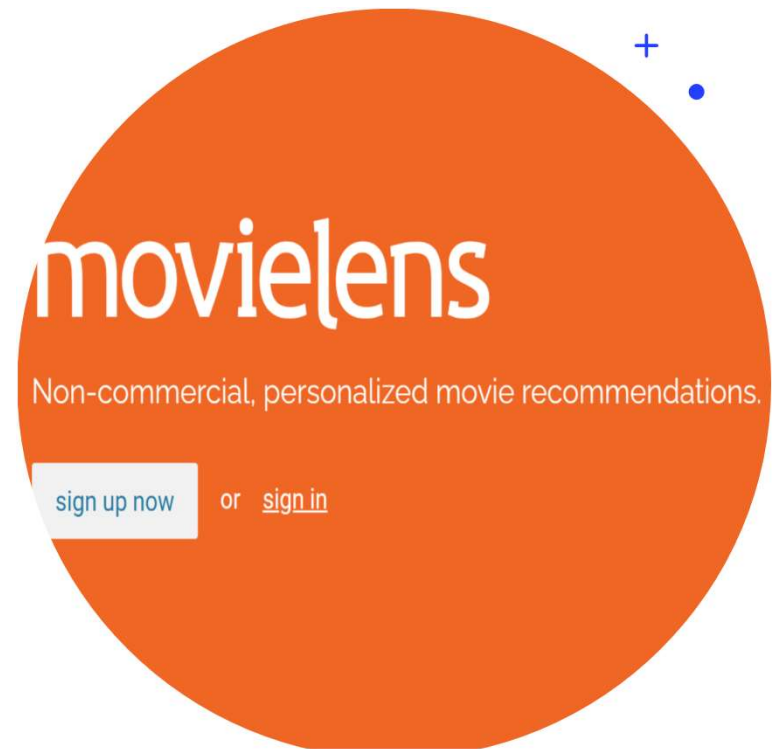 movielens
Non-commercial, personalized movie recommendations.
sign up now or sign in